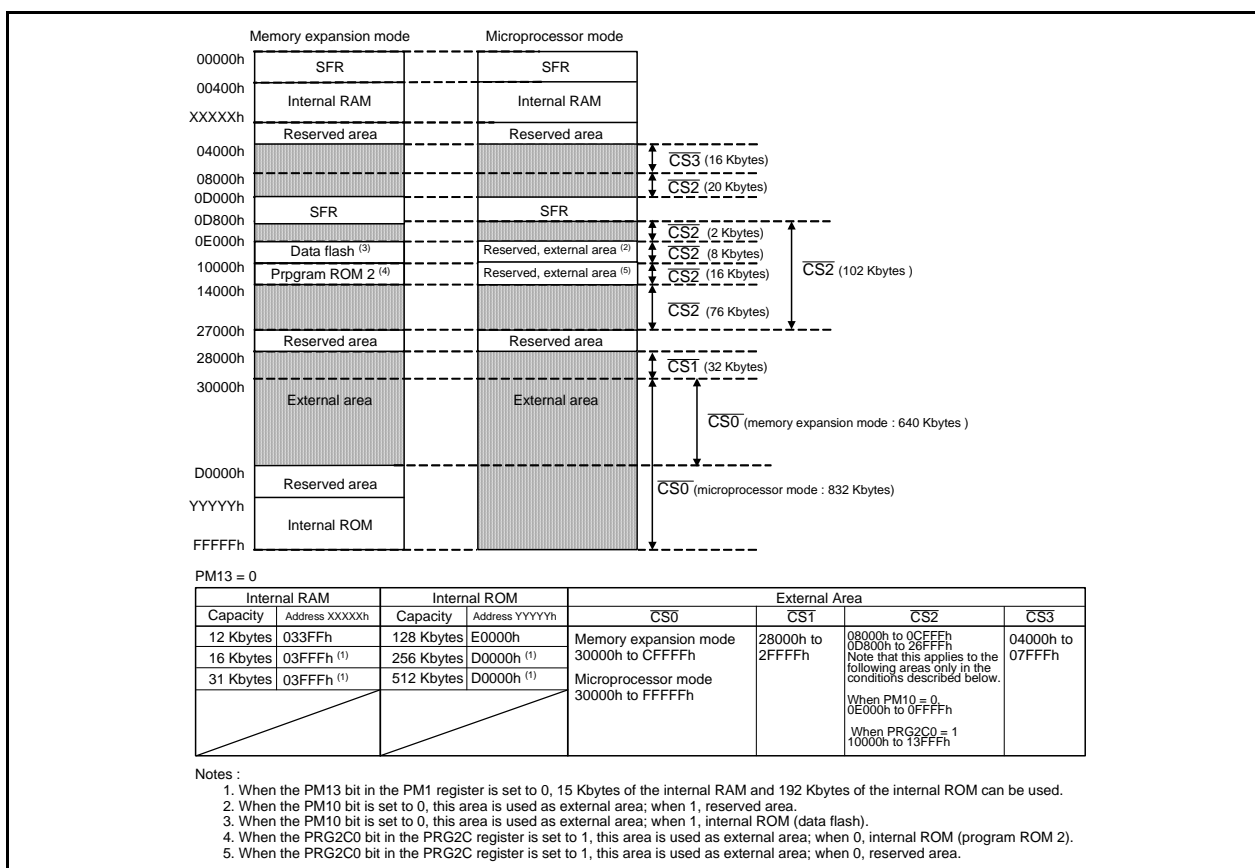 Memory expansion mode
Microprocessor mode
00000h
SFR
SFR
00400h
Internal RAM
Internal RAM
XXXXXh
Reserved area
Reserved area
04000h
CS3 (16 Kbytes)
08000h
CS2 (20 Kbytes)
0D000h
SFR
SFR
0D800h
CS2 (2 Kbytes)
0E000h
Data flash (3)
Reserved, external area (2)
CS2 (8 Kbytes)
CS2 (102 Kbytes )
10000h
Prpgram ROM 2 (4)
Reserved, external area (5)
CS2 (16 Kbytes)
14000h
CS2 (76 Kbytes)
27000h
Reserved area
Reserved area
28000h
CS1 (32 Kbytes)
30000h
External area
External area
CS0 (memory expansion mode : 640 Kbytes )
D0000h
Reserved area
CS0 (microprocessor mode : 832 Kbytes)
YYYYYh
Internal ROM
FFFFFh
PM13 = 0
Internal RAM
Internal ROM
External Area
Capacity
Address XXXXXh
Capacity
Address YYYYYh
CS0
CS1
CS2
CS3
12 Kbytes
033FFh
128 Kbytes
E0000h
16 Kbytes
03FFFh (1)
256 Kbytes
D0000h (1)
31 Kbytes
03FFFh (1)
512 Kbytes
D0000h (1)
Memory expansion mode
30000h to CFFFFh
Microprocessor mode
30000h to FFFFFh
28000h to
2FFFFh
08000h to 0CFFFh
0D800h to 26FFFh
Note that this applies to the
following areas only in the
conditions described below.
When PM10 = 0,
0E000h to 0FFFFh
When PRG2C0 = 1
10000h to 13FFFh
04000h to
07FFFh
Notes :
1. When the PM13 bit in the PM1 register is set to 0, 15 Kbytes of the internal RAM and 192 Kbytes of the internal ROM can be used.
2. When the PM10 bit is set to 0, this area is used as external area; when 1, reserved area.
3. When the PM10 bit is set to 0, this area is used as external area; when 1, internal ROM (data flash).
4. When the PRG2C0 bit in the PRG2C register is set to 1, this area is used as external area; when 0, internal ROM (program ROM 2).
5. When the PRG2C0 bit in the PRG2C register is set to 1, this area is used as external area; when 0, reserved area.